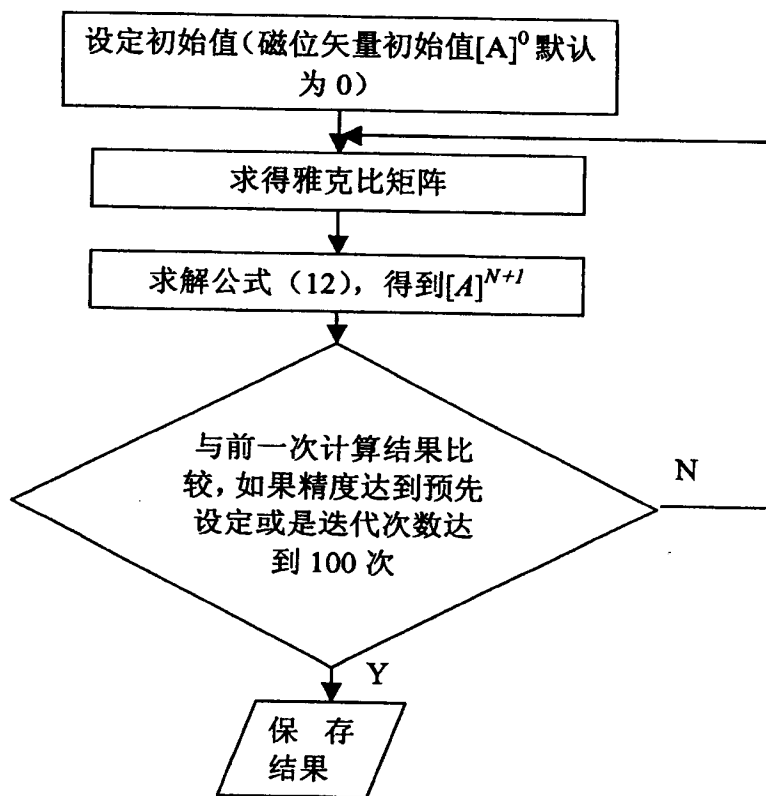 设定初始值（磁位矢量初始值[A]⁰默认
为 0）
求得雅克比矩阵
求解公式（12），得到[A]ᴺ⁺¹
与前一次计算结果比
较，如果精度达到预先
设定或是迭代次数达
到 100 次
N
Y
保 存
结果